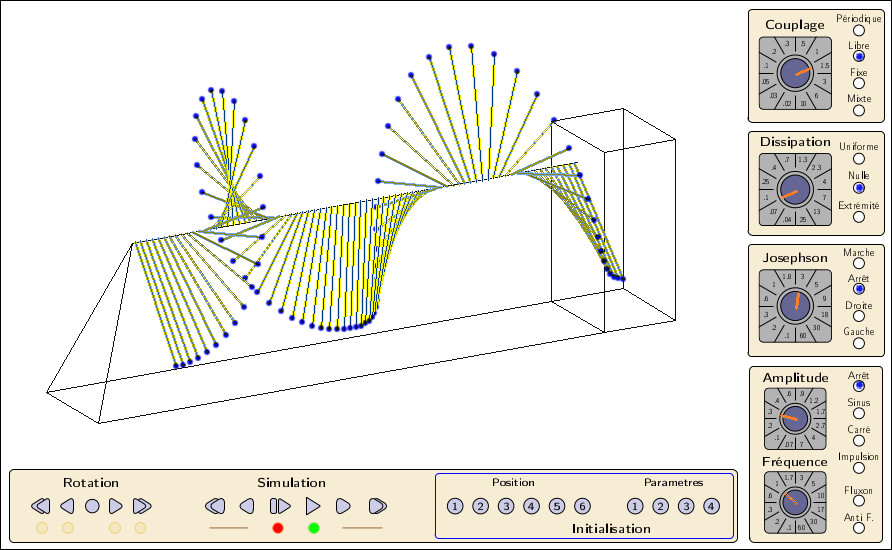 Couplage
Périodique
Libre
Fixe
Mixte
.3 .5
.2 1
.1 1.5
.05 3
.03 6
.02 10
Dissipation
Uniforme
Nulle
Extrémité
.7 1.3
.4 2.3
.25 4
.1 7
.07 13
.04 25
Josephson
Marche
Arrêt
Droite
Gauche
1.8 3
1 5
.6 9
.3 18
.2 30
.1 60
Amplitude
Arrêt
Sinus
Carré
Impulsion
.6 .9
.4 1.2
.3 1.7
.2 2.7
.1 4
.07 7
Fréquence
Fluxon
Anti F.
1.7 3
1 5
.6 10
.3 17
.2 30
.1 60
Rotation
Simulation
Position
1 2 3 4 5 6
Parametres
1 2 3 4
Initialisation